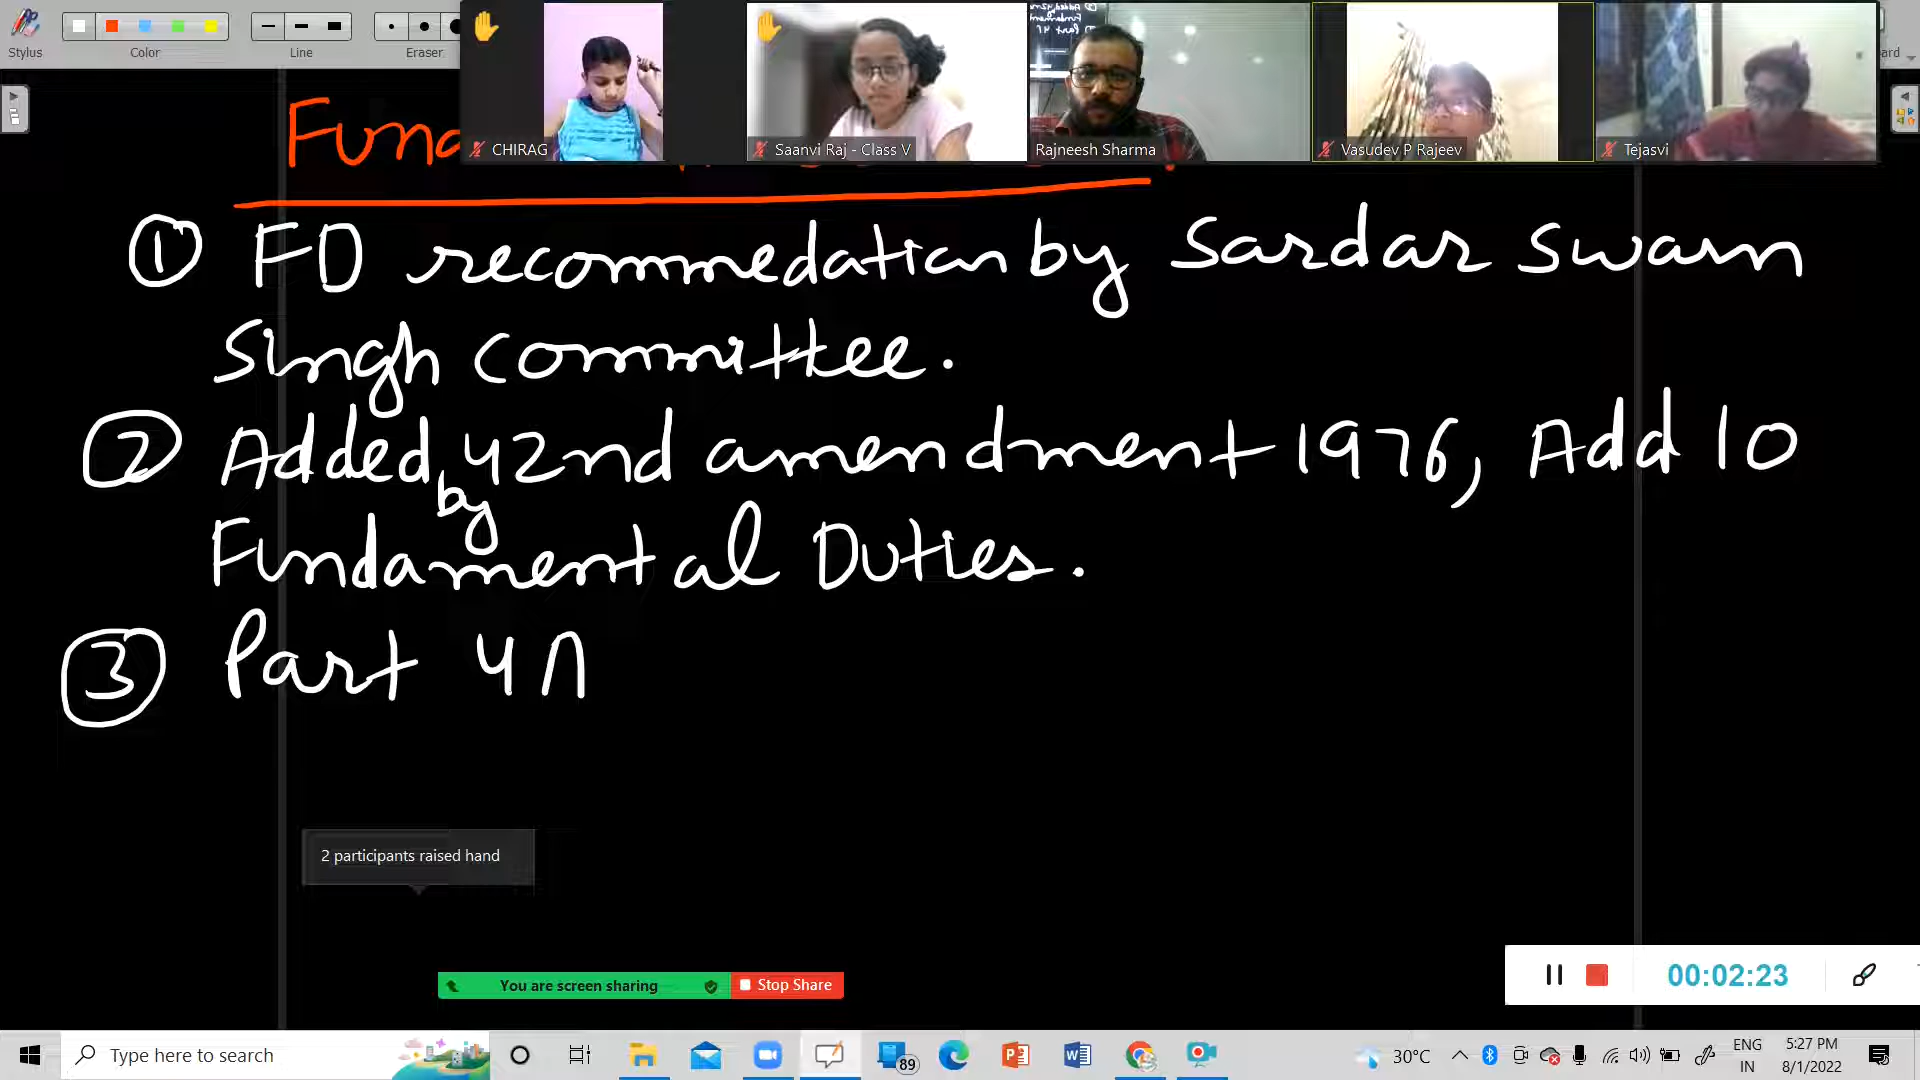 Stylus
Color
Line
Eraser
CHIRAG
Saanvi Raj - Class V
Rajneesh Sharma
Vasudev P Rajeev
Tejasvi
① FD recommedation by Sardar Swarn
Singh Committee.
② Added by 42nd amendment 1976, Add 10
Fundamental Duties.
③ Part 4
2 participants raised hand
You are screen sharing
Stop Share
00:02:23
Type here to search
89
30°C
ENG
IN
5:27 PM
8/1/2022